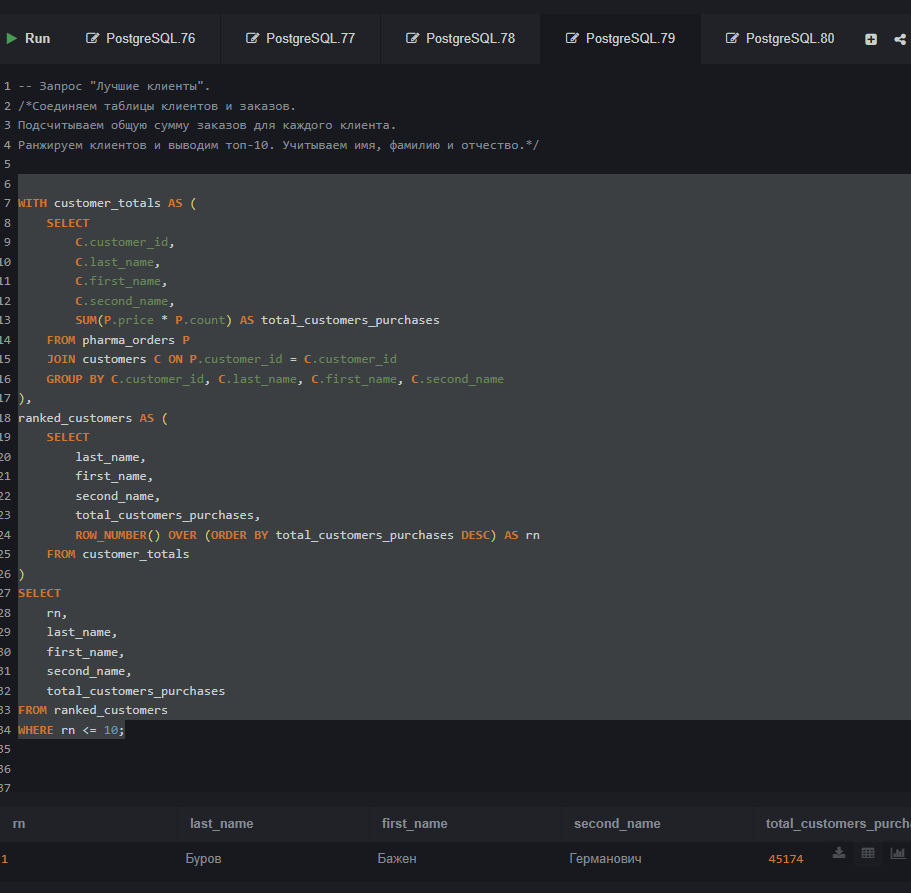 Run PostgreSQL.76 PostgreSQL.77 PostgreSQL.78 PostgreSQL.79 PostgreSQL.80
1 -- Запрос "Лучшие клиенты".
2 /*Соединяем таблицы клиентов и заказов.
3 Подсчитываем общую сумму заказов для каждого клиента.
4 Ранжируем клиентов и выводим топ-10. Учитываем имя, фамилию и отчество.*/
5
6
7 WITH customer_totals AS (
8     SELECT
9         C.customer_id,
10         C.last_name,
11         C.first_name,
12         C.second_name,
13         SUM(P.price * P.count) AS total_customers_purchases
14     FROM pharma_orders P
15     JOIN customers C ON P.customer_id = C.customer_id
16     GROUP BY C.customer_id, C.last_name, C.first_name, C.second_name
17 ),
18 ranked_customers AS (
19     SELECT
20         last_name,
21         first_name,
22         second_name,
23         total_customers_purchases,
24         ROW_NUMBER() OVER (ORDER BY total_customers_purchases DESC) AS rn
25     FROM customer_totals
26 )
27 SELECT
28     rn,
29     last_name,
30     first_name,
31     second_name,
32     total_customers_purchases
33 FROM ranked_customers
34 WHERE rn <= 10;
35
36
37
rn last_name first_name second_name total_customers_purch
1 Буров Бажен Германович 45174